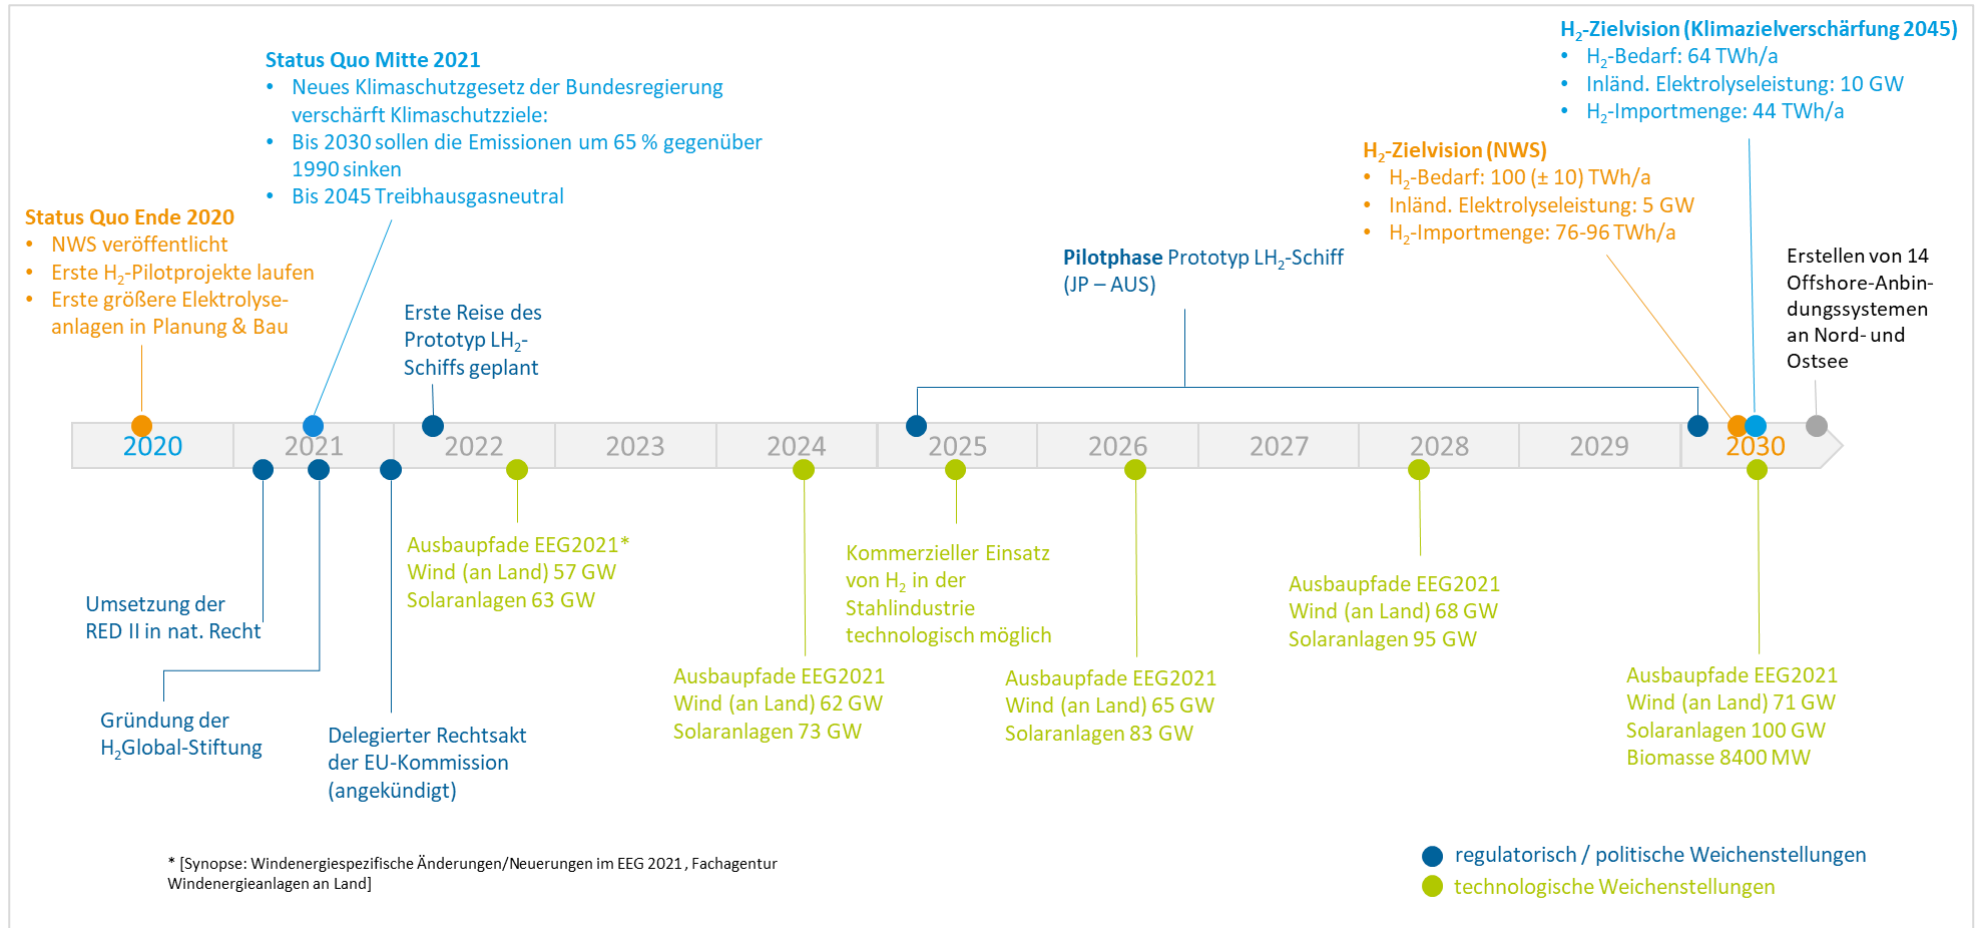 Status Quo Ende 2020
• NWS veröffentlicht
• Erste H₂-Pilotprojekte laufen
• Erste größere Elektrolyse-
anlagen in Planung & Bau
Status Quo Mitte 2021
• Neues Klimaschutzgesetz der Bundesregierung
verschärft Klimaschutzziele:
• Bis 2030 sollen die Emissionen um 65 % gegenüber
1990 sinken
• Bis 2045 Treibhausgasneutral
Erste Reise des
Prototyp LH₂-
Schiffs geplant
Pilotphase Prototyp LH₂-Schiff
(JP – AUS)
H₂-Zielvision (NWS)
• H₂-Bedarf: 100 (± 10) TWh/a
• Inländ. Elektrolyseleistung: 5 GW
• H₂-Importmenge: 76-96 TWh/a
H₂-Zielvision (Klimazielverschärfung 2045)
• H₂-Bedarf: 64 TWh/a
• Inländ. Elektrolyseleistung: 10 GW
• H₂-Importmenge: 44 TWh/a
Erstellen von 14
Offshore-Anbin-
dungssystemen
an Nord- und
Ostsee
2020 2021 2022 2023 2024 2025 2026 2027 2028 2029 2030
Umsetzung der
RED II in nat. Recht
Gründung der
H₂Global-Stiftung
Delegierter Rechtsakt
der EU-Kommission
(angekündigt)
Ausbaupfade EEG2021*
Wind (an Land) 57 GW
Solaranlagen 63 GW
Ausbaupfade EEG2021
Wind (an Land) 62 GW
Solaranlagen 73 GW
Kommerzieller Einsatz
von H₂ in der
Stahlindustrie
technologisch möglich
Ausbaupfade EEG2021
Wind (an Land) 65 GW
Solaranlagen 83 GW
Ausbaupfade EEG2021
Wind (an Land) 68 GW
Solaranlagen 95 GW
Ausbaupfade EEG2021
Wind (an Land) 71 GW
Solaranlagen 100 GW
Biomasse 8400 MW
* [Synopse: Windenergiespezifische Änderungen/Neuerungen im EEG 2021, Fachagentur
Windenergieanlagen an Land]
regulatorisch / politische Weichenstellungen
technologische Weichenstellungen